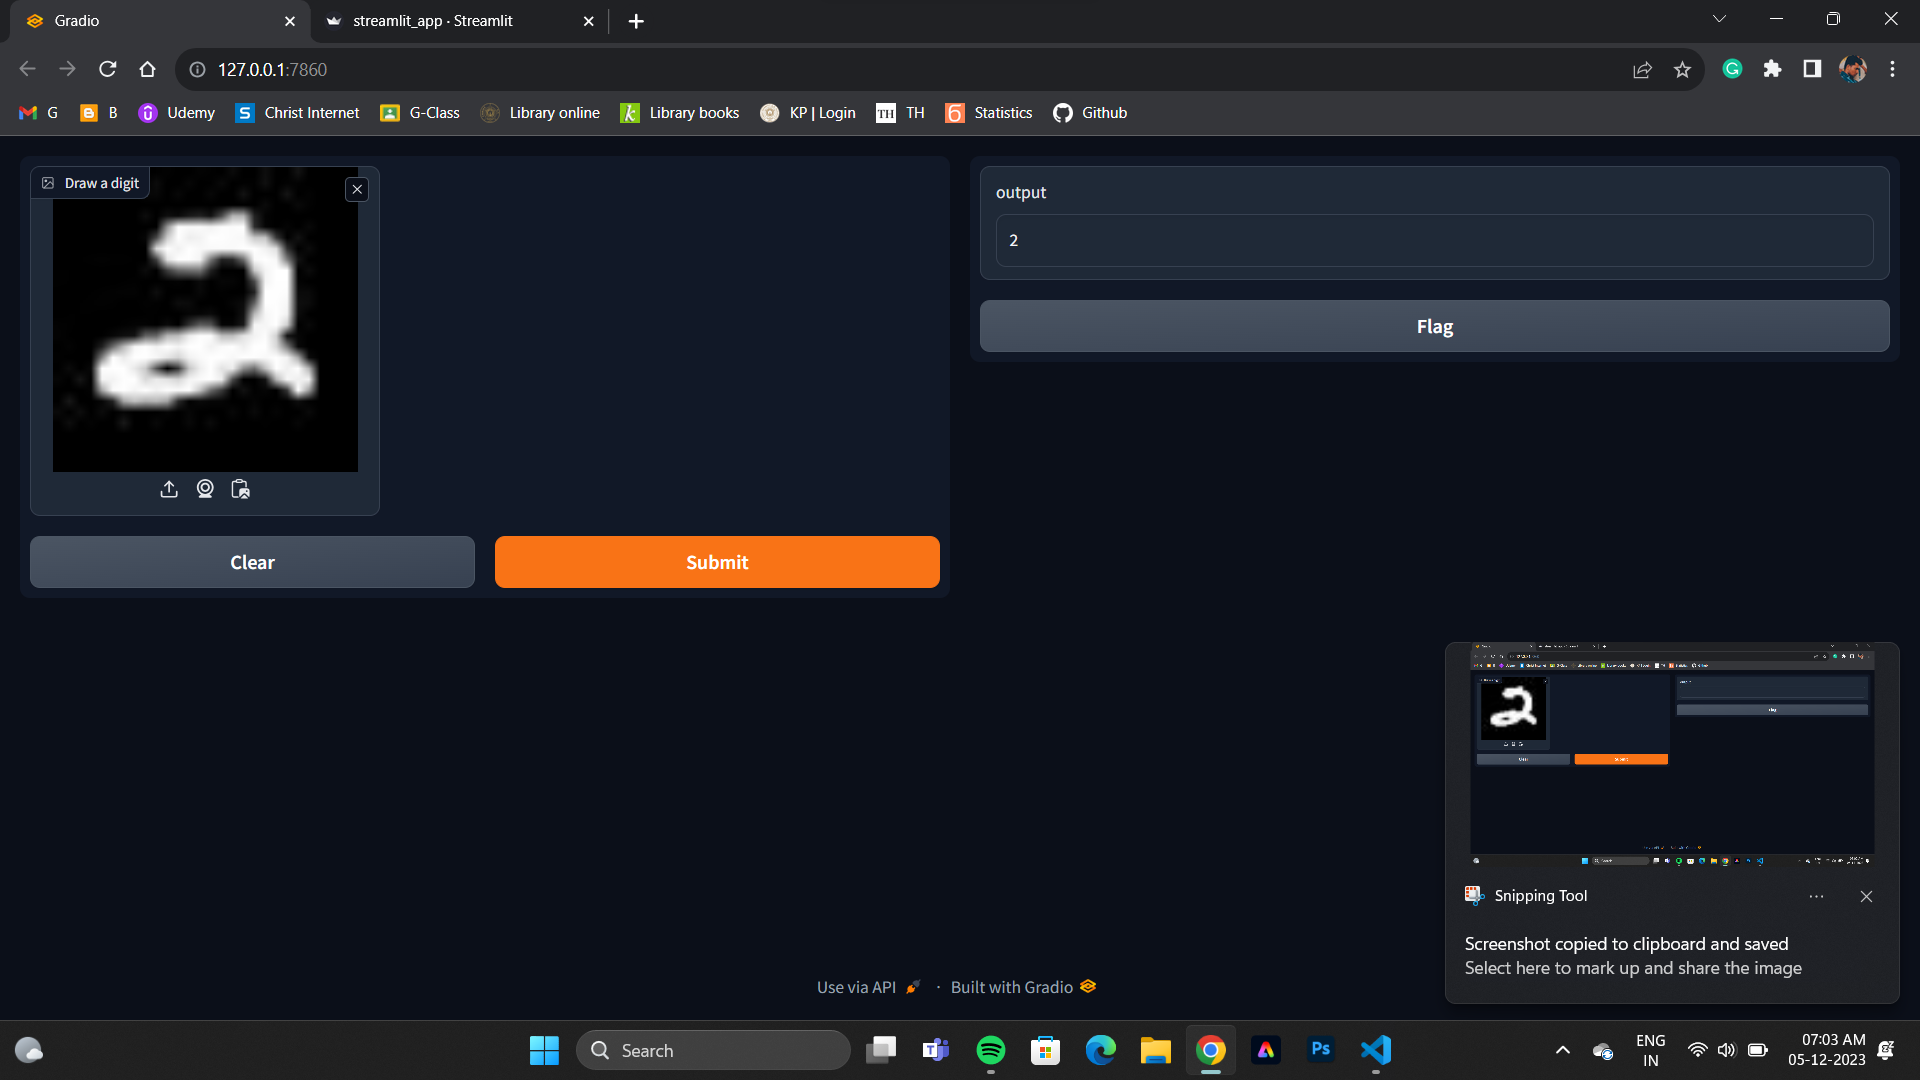 Gradio
streamlit_app · Streamlit
127.0.0.1:7860
G
B
Udemy
Christ Internet
G-Class
Library online
Library books
KP | Login
TH
Statistics
Github
Draw a digit
2
output
2
Flag
Clear
Submit
Snipping Tool
Screenshot copied to clipboard and saved
Select here to mark up and share the image
Use via API · Built with Gradio
Search
Ps
ENG
IN
07:03 AM
05-12-2023